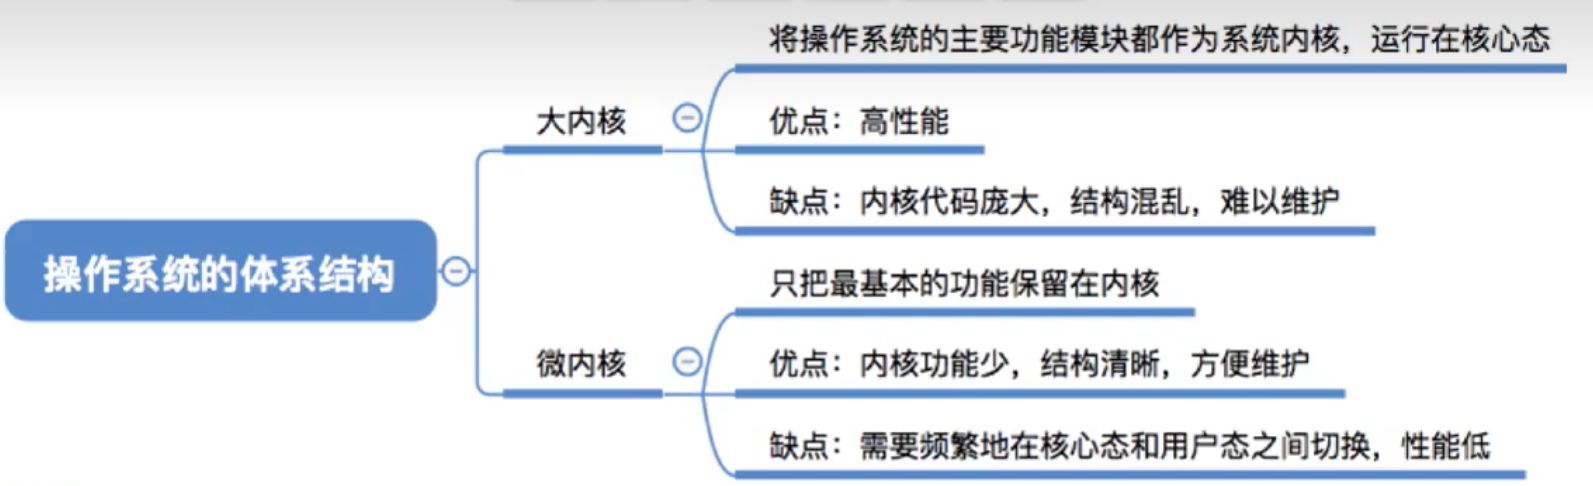 操作系统的体系结构
大内核
将操作系统的主要功能模块都作为系统内核，运行在核心态
优点：高性能
缺点：内核代码庞大，结构混乱，难以维护
微内核
只把最基本的功能保留在内核
优点：内核功能少，结构清晰，方便维护
缺点：需要频繁地在核心态和用户态之间切换，性能低